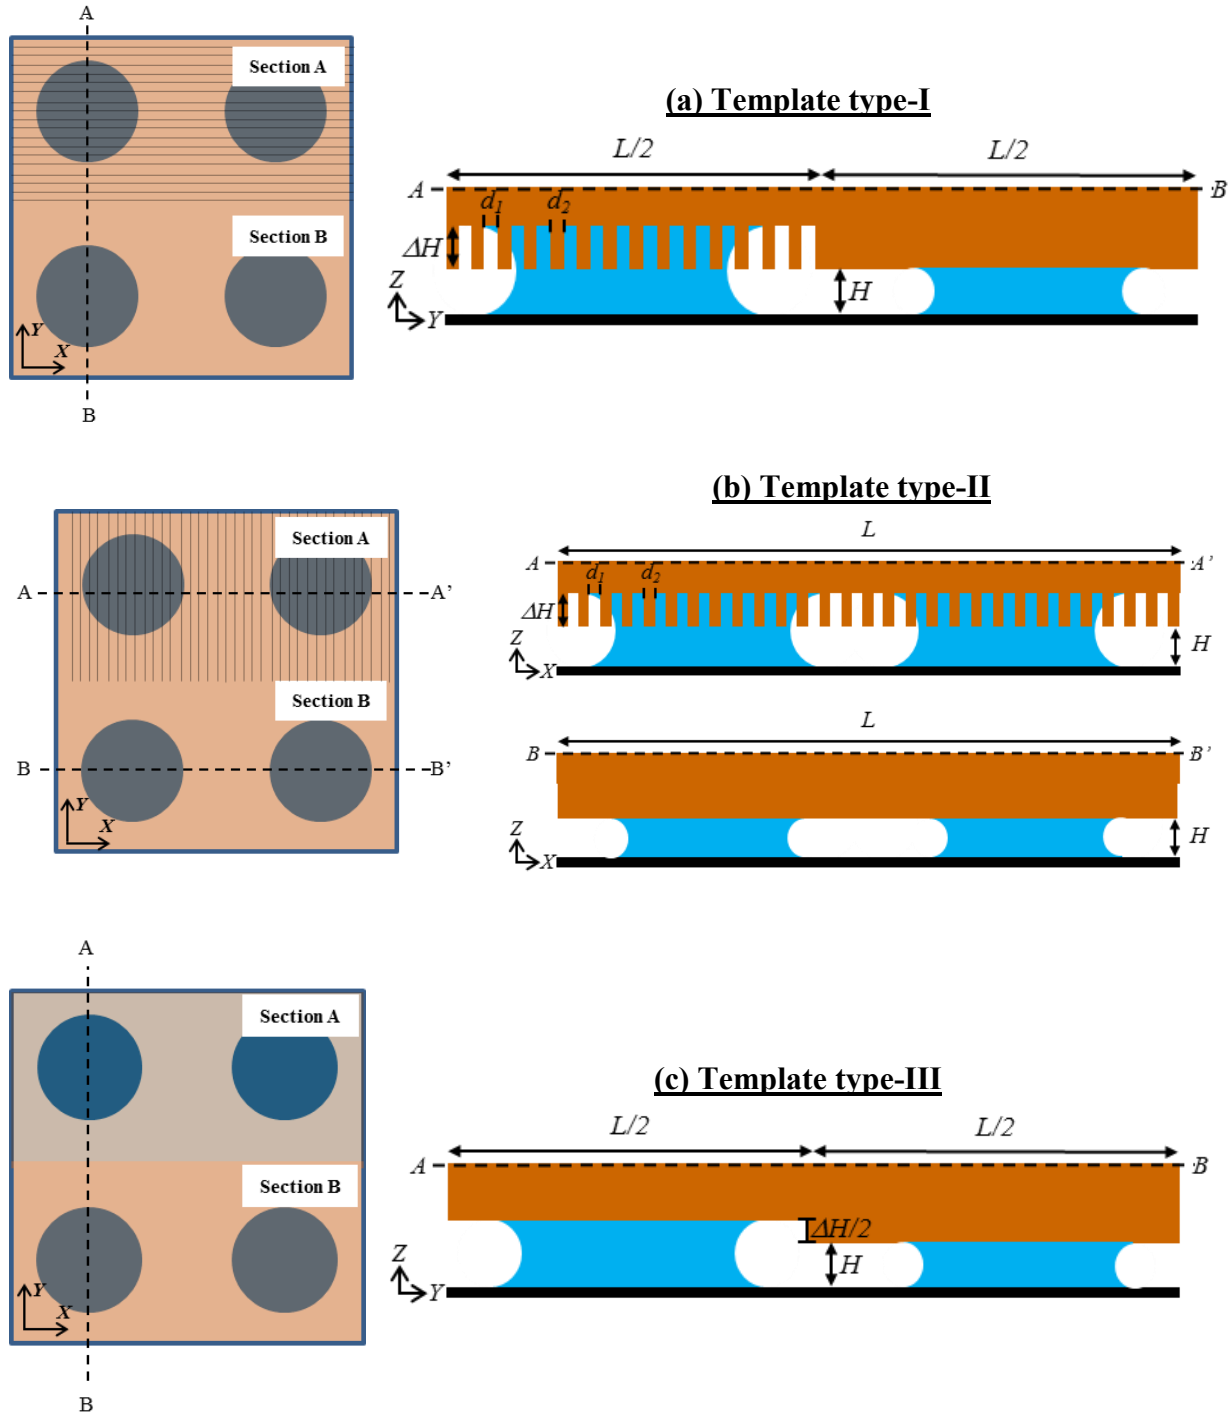 A
Section A
Section B
Y
X
B
(a) Template type-I
L/2
L/2
A
B
d1
d2
ΔH
Z
H
Y
(b) Template type-II
Section A
A
A’
Section B
B
B’
Y
X
L
A
A’
d1
d2
ΔH
Z
H
X
L
B
B’
Z
H
X
A
Section A
Section B
Y
X
B
(c) Template type-III
L/2
L/2
A
B
ΔH/2
Z
H
Y